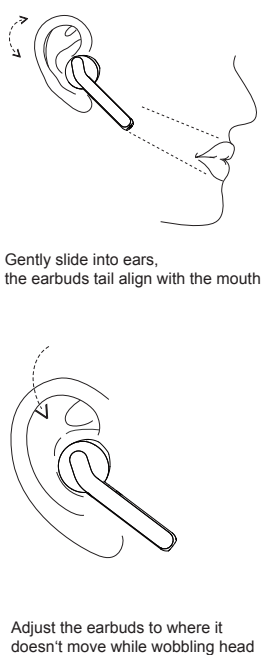 Gently slide into ears,
the earbuds tail align with the mouth
Adjust the earbuds to where it
doesn‘t move while wobbling head